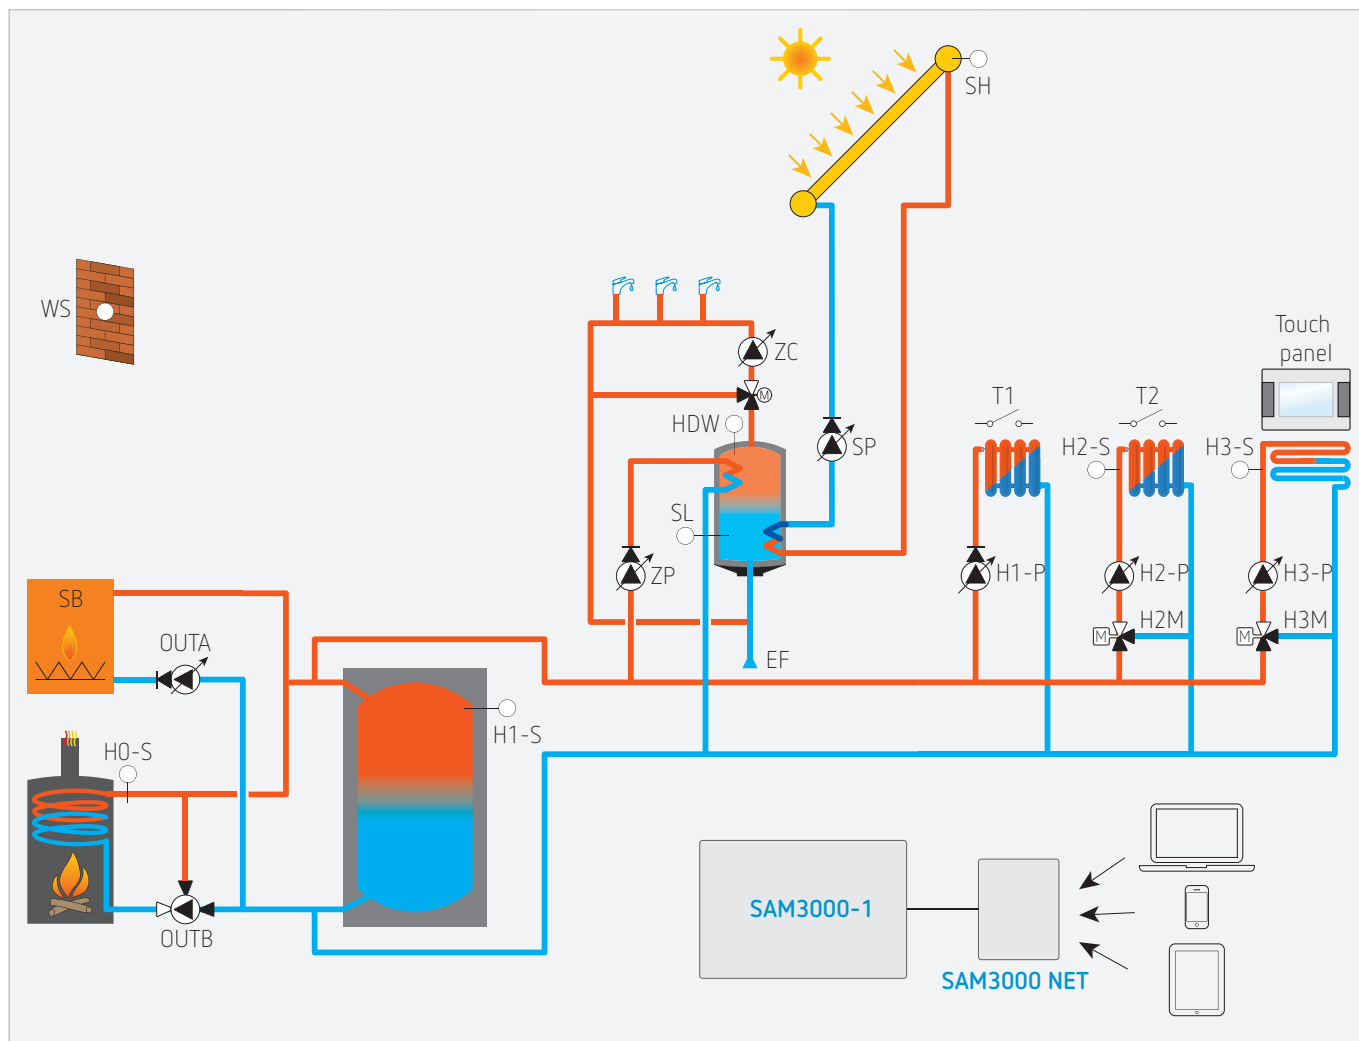 SH
WS
ZC
Touch
panel
T1
T2
HDW
SP
H2-S
H3-S
SL
ZP
H1-P
H2-P
H3-P
SB
OUTA
M
H2M
M
H3M
M
EF
H1-S
H0-S
OUTB
SAM3000-1
SAM3000 NET